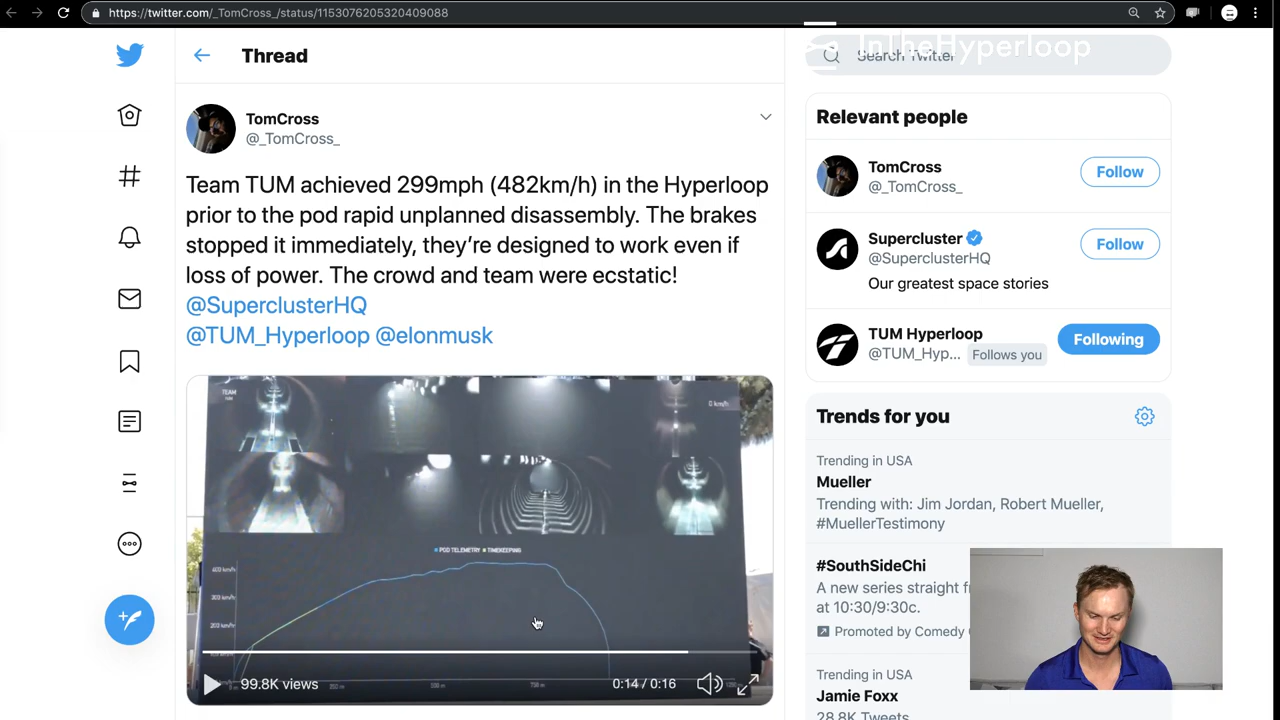 https://twitter.com/_TomCross_/status/1153076205320409088
Thread
InTheHyperloop
Search Twitter
TomCross
@_TomCross_
Team TUM achieved 299mph (482km/h) in the Hyperloop
prior to the pod rapid unplanned disassembly. The brakes
stopped it immediately, they’re designed to work even if
loss of power. The crowd and team were ecstatic!
@SuperclusterHQ
@TUM_Hyperloop @elonmusk
TEAM
0 km/h
POD TELEMETRY TIMEKEEPING
99.8K views
0:14 / 0:16
Relevant people
TomCross
@_TomCross_
Follow
Supercluster
@SuperclusterHQ
Follow
Our greatest space stories
TUM Hyperloop
@TUM_Hyp... Follows you
Following
Trends for you
Trending in USA
Mueller
Trending with: Jim Jordan, Robert Mueller,
#MuellerTestimony
#SouthSideChi
A new series straight
at 10:30/9:30c.
Promoted by Comedy
Trending in USA
Jamie Foxx
28.8K Tweets